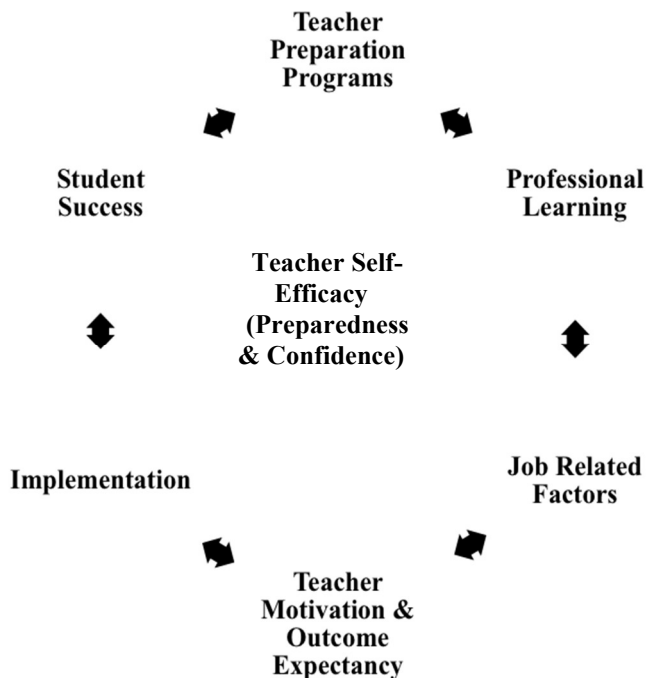 Teacher
Preparation
Programs
Student
Success
Professional
Learning
Teacher Self-
Efficacy
(Preparedness
& Confidence)
Implementation
Job Related
Factors
Teacher
Motivation &
Outcome
Expectancy